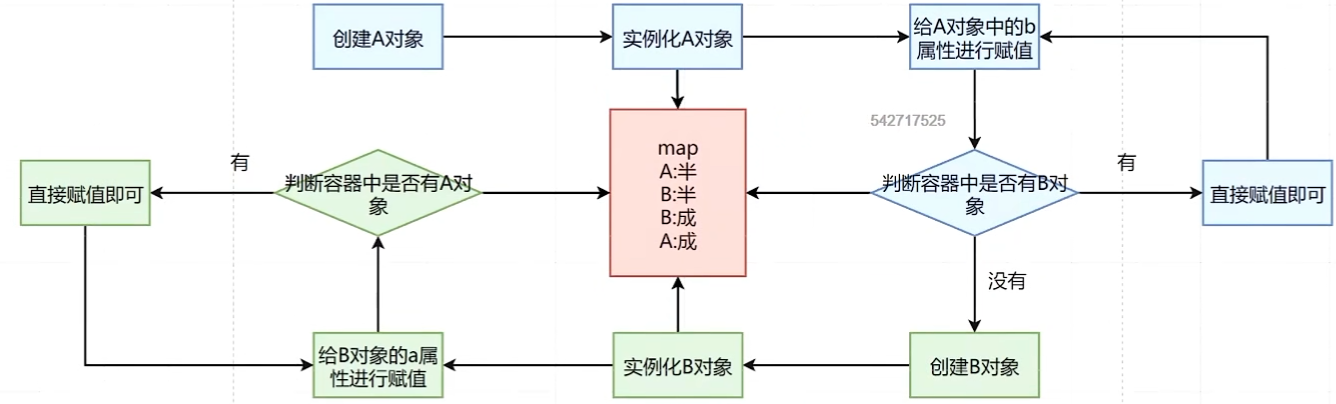 创建A对象
实例化A对象
给A对象中的b
属性进行赋值
542717525
map
A:半
B:半
B:成
A:成
有
判断容器中是否有A对
象
直接赋值即可
判断容器中是否有B对
象
有
直接赋值即可
没有
给B对象的a属
性进行赋值
实例化B对象
创建B对象